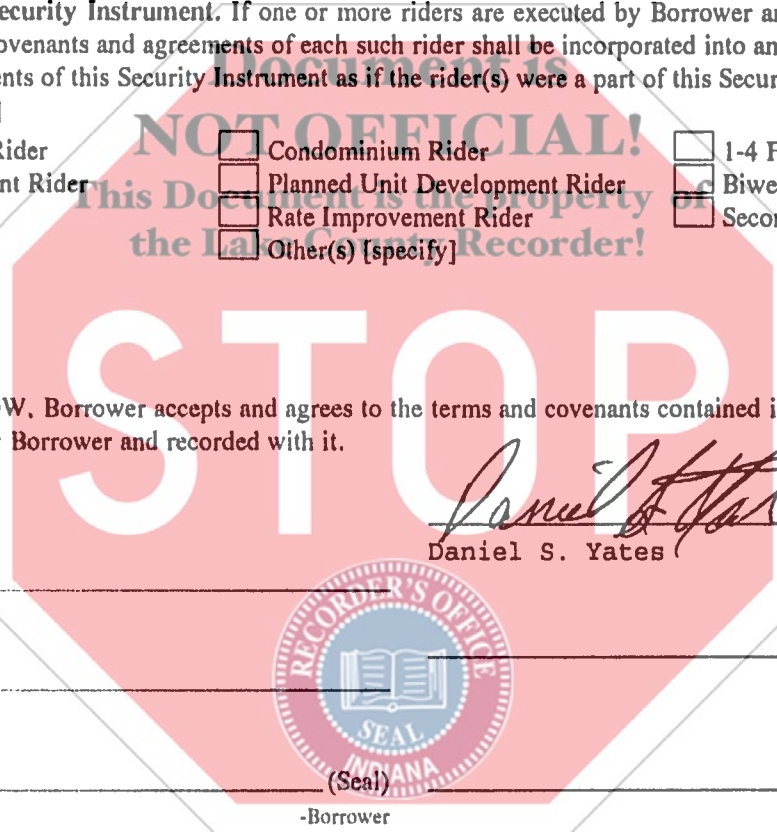 ecurity Instrument. If one or more riders are executed by Borrower an
ovenants and agreements of each such rider shall be incorporated into an
ents of this Security Instrument as if the rider(s) were a part of this Secur
Document is
NOT OFFICIAL!
This Document is the property of
the Lake County Recorder!
]
Rider Condominium Rider 1-4 F
nt Rider Planned Unit Development Rider Biwe
Rate Improvement Rider Secon
Other(s) [specify]
STOP
W, Borrower accepts and agrees to the terms and covenants contained i
Borrower and recorded with it.
Daniel S. Yates
RECORDER'S OFFICE
SEAL
INDIANA
(Seal)
-Borrower